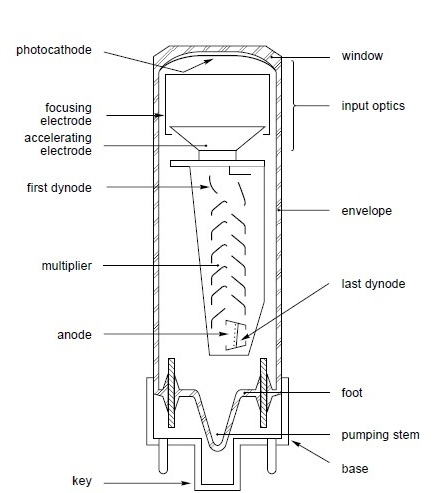 photocathode
window
focusing
electrode
input optics
accelerating
electrode
first dynode
envelope
multiplier
last dynode
anode
foot
pumping stem
base
key